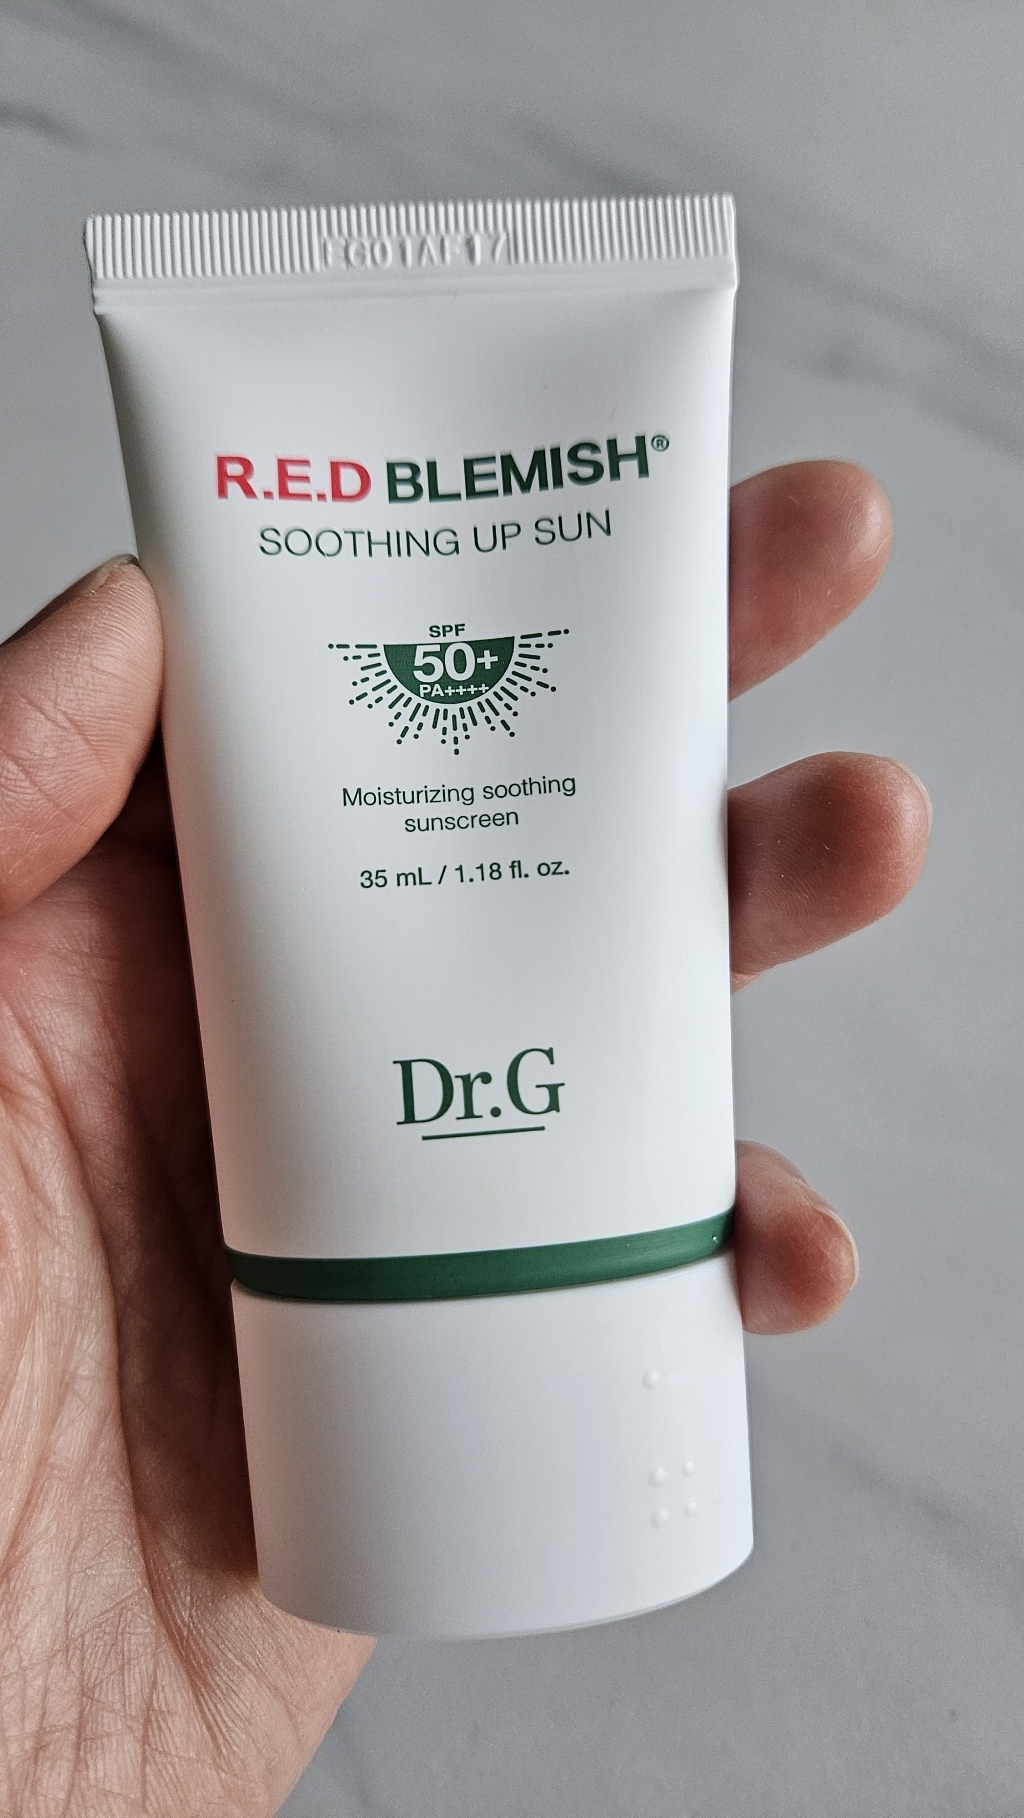 R.E.D BLEMISH®
SOOTHING UP SUN
SPF
50+
PA++++
Moisturizing soothing
sunscreen
35 mL / 1.18 fl. oz.
Dr.G